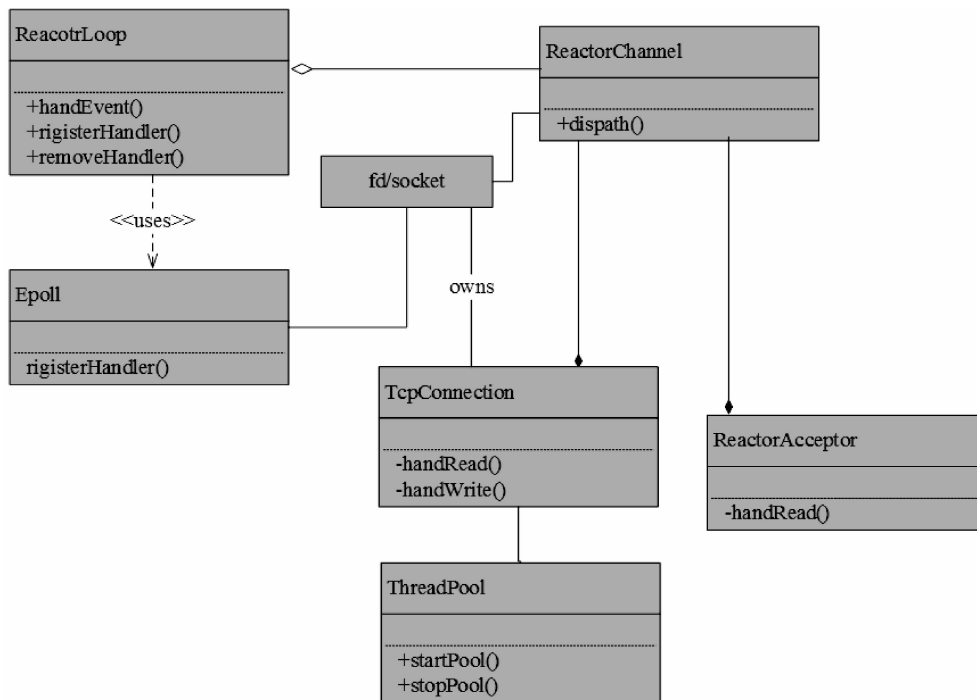 ReacotrLoop
+handEvent()
+rigisterHandler()
+removeHandler()
ReactorChannel
+dispath()
fd/socket
<<uses>>
Epoll
rigisterHandler()
owns
TcpConnection
-handRead()
-handWrite()
ReactorAcceptor
-handRead()
ThreadPool
+startPool()
+stopPool()